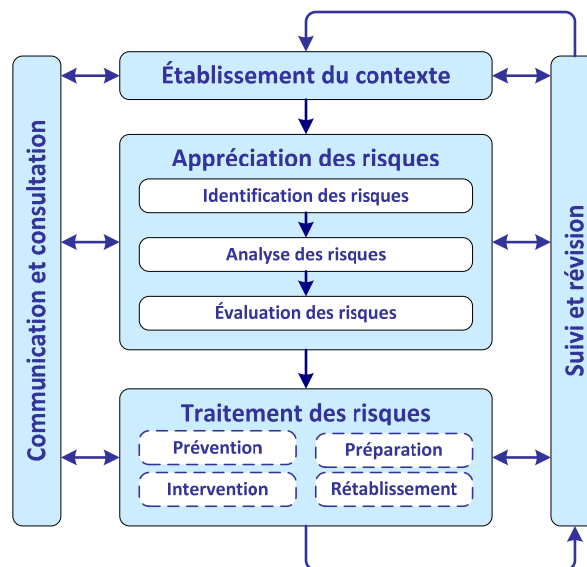 Établissement du contexte
Communication et consultation
Appréciation des risques
Identification des risques
Analyse des risques
Évaluation des risques
Suivi et révision
Traitement des risques
Prévention
Préparation
Intervention
Rétablissement